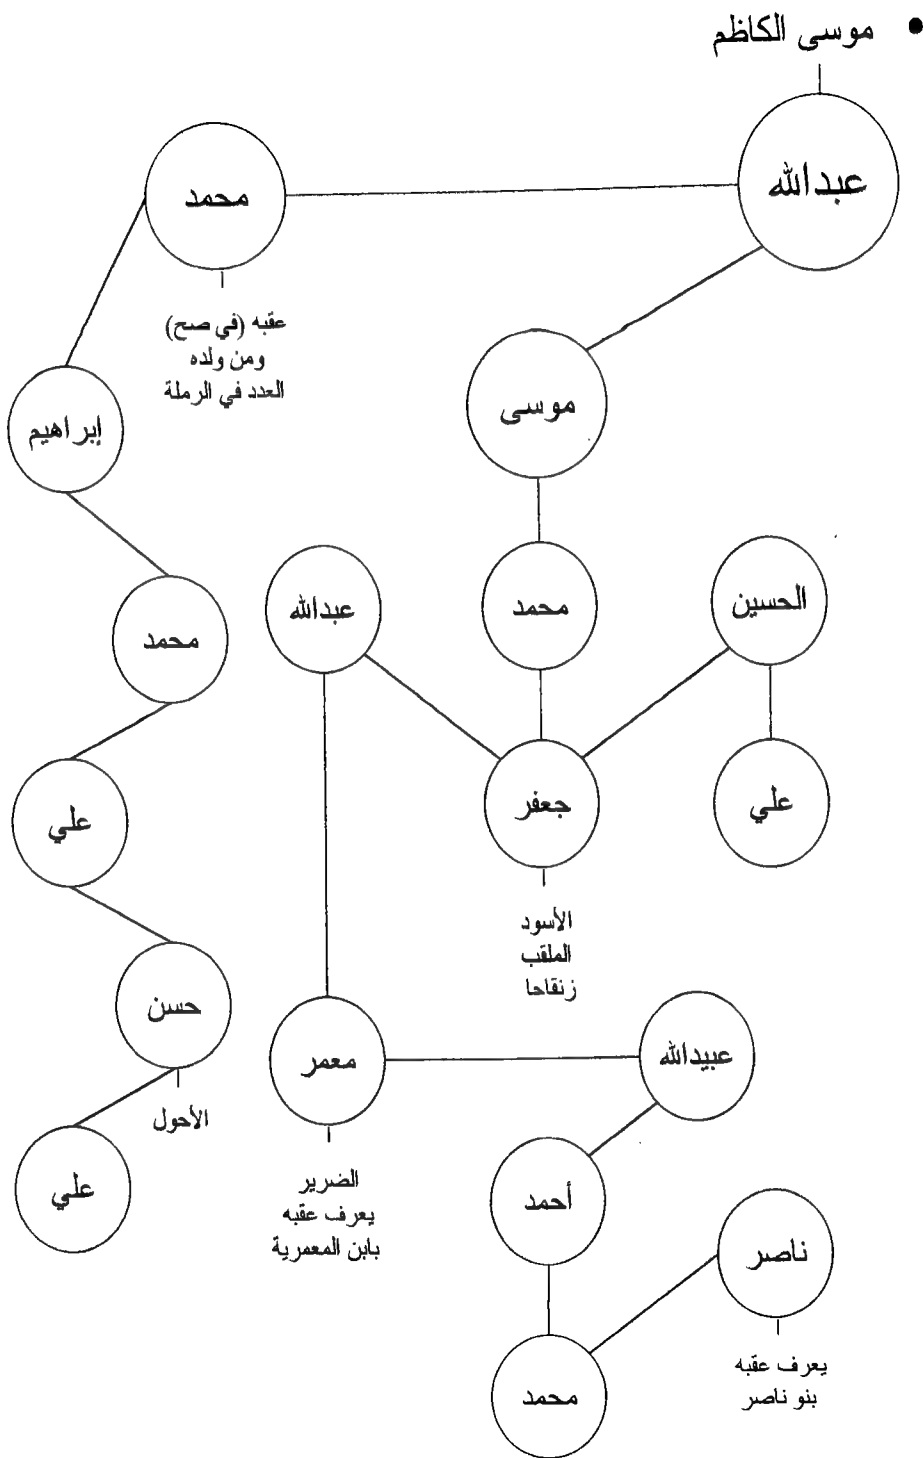 • موسى الكاظم
عبدالله
محمد
عقبه (في صح)
ومن ولده
العدد في الرملة
موسى
إبراهيم
الحسين
محمد
عبدالله
محمد
علي
جعفر
علي
الأسود
الملقب
زنقاحا
حسن
الأحول
عبيدالله
معمر
الضرير
يعرف عقبه
بابن المعمرية
علي
أحمد
ناصر
يعرف عقبه
بنو ناصر
محمد